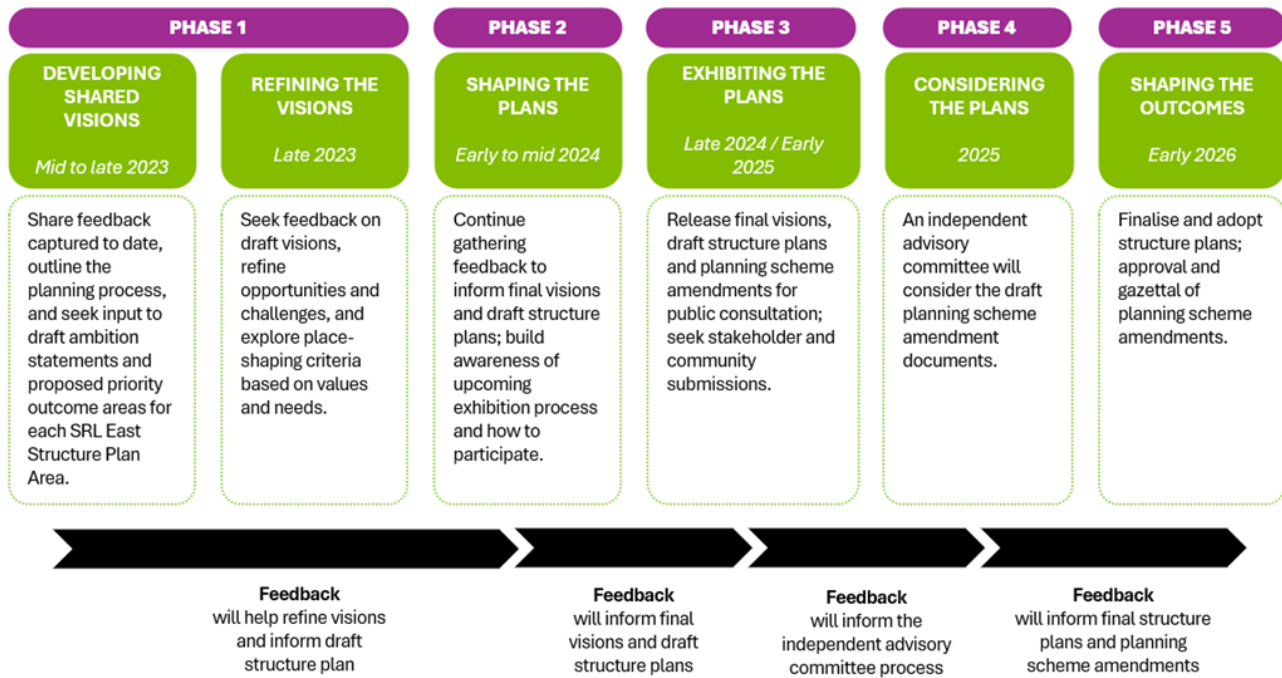 PHASE 1
DEVELOPING
SHARED
VISIONS
Mid to late 2023
Share feedback
captured to date,
outline the
planning process,
and seek input to
draft ambition
statements and
proposed priority
outcome areas for
each SRL East
Structure Plan
Area.
REFINING THE
VISIONS
Late 2023
Seek feedback on
draft visions,
refine
opportunities and
challenges, and
explore place-
shaping criteria
based on values
and needs.
PHASE 2
SHAPING THE
PLANS
Early to mid 2024
Continue
gathering
feedback to
inform final visions
and draft structure
plans; build
awareness of
upcoming
exhibition process
and how to
participate.
PHASE 3
EXHIBITING THE
PLANS
Late 2024 / Early
2025
Release final visions,
draft structure plans
and planning scheme
amendments for
public consultation;
seek stakeholder and
community
submissions.
PHASE 4
CONSIDERING
THE PLANS
2025
An independent
advisory
committee will
consider the draft
planning scheme
amendment
documents.
PHASE 5
SHAPING THE
OUTCOMES
Early 2026
Finalise and adopt
structure plans;
approval and
gazettal of
planning scheme
amendments.
Feedback
will help refine visions
and inform draft
structure plan
Feedback
will inform final
visions and draft
structure plans
Feedback
will inform the
independent advisory
committee process
Feedback
will inform final structure
plans and planning
scheme amendments